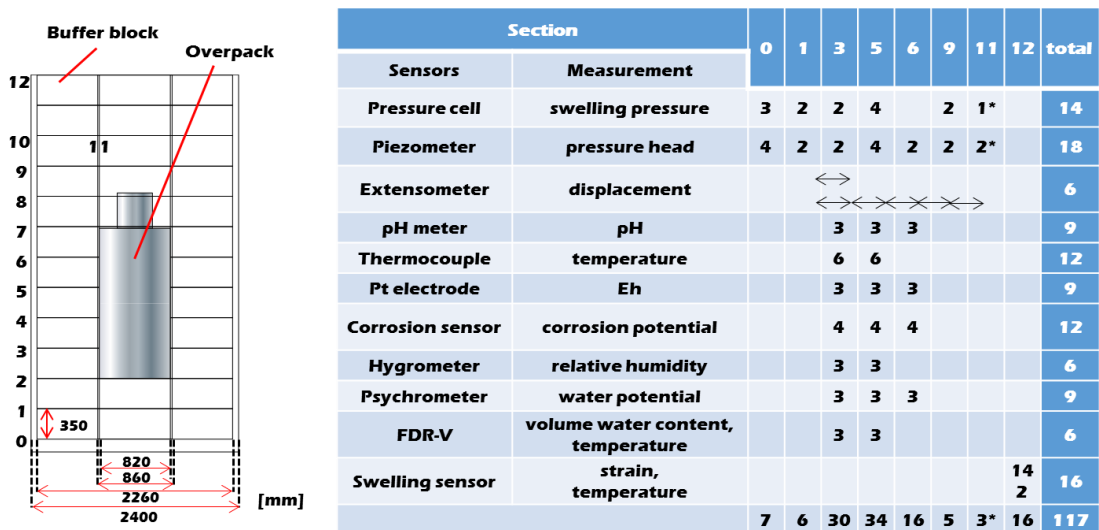 Buffer block
Overpack
12
10
11
9
8
7
6
5
4
3
2
1
350
0
820
860
2260
[mm]
2400
Section 0 1 3 5 6 9 11 12 total
Sensors Measurement
Pressure cell swelling pressure 3 2 2 4 2 1* 14
Piezometer pressure head 4 2 2 4 2 2 2* 18
Extensometer displacement 6
pH meter pH 3 3 3 9
Thermocouple temperature 6 6 12
Pt electrode Eh 3 3 3 9
Corrosion sensor corrosion potential 4 4 4 12
Hygrometer relative humidity 3 3 6
Psychrometer water potential 3 3 3 9
FDR-V volume water content, 3 3 6
temperature
Swelling sensor strain, 14 16
temperature 2
7 6 30 34 16 5 3* 16 117